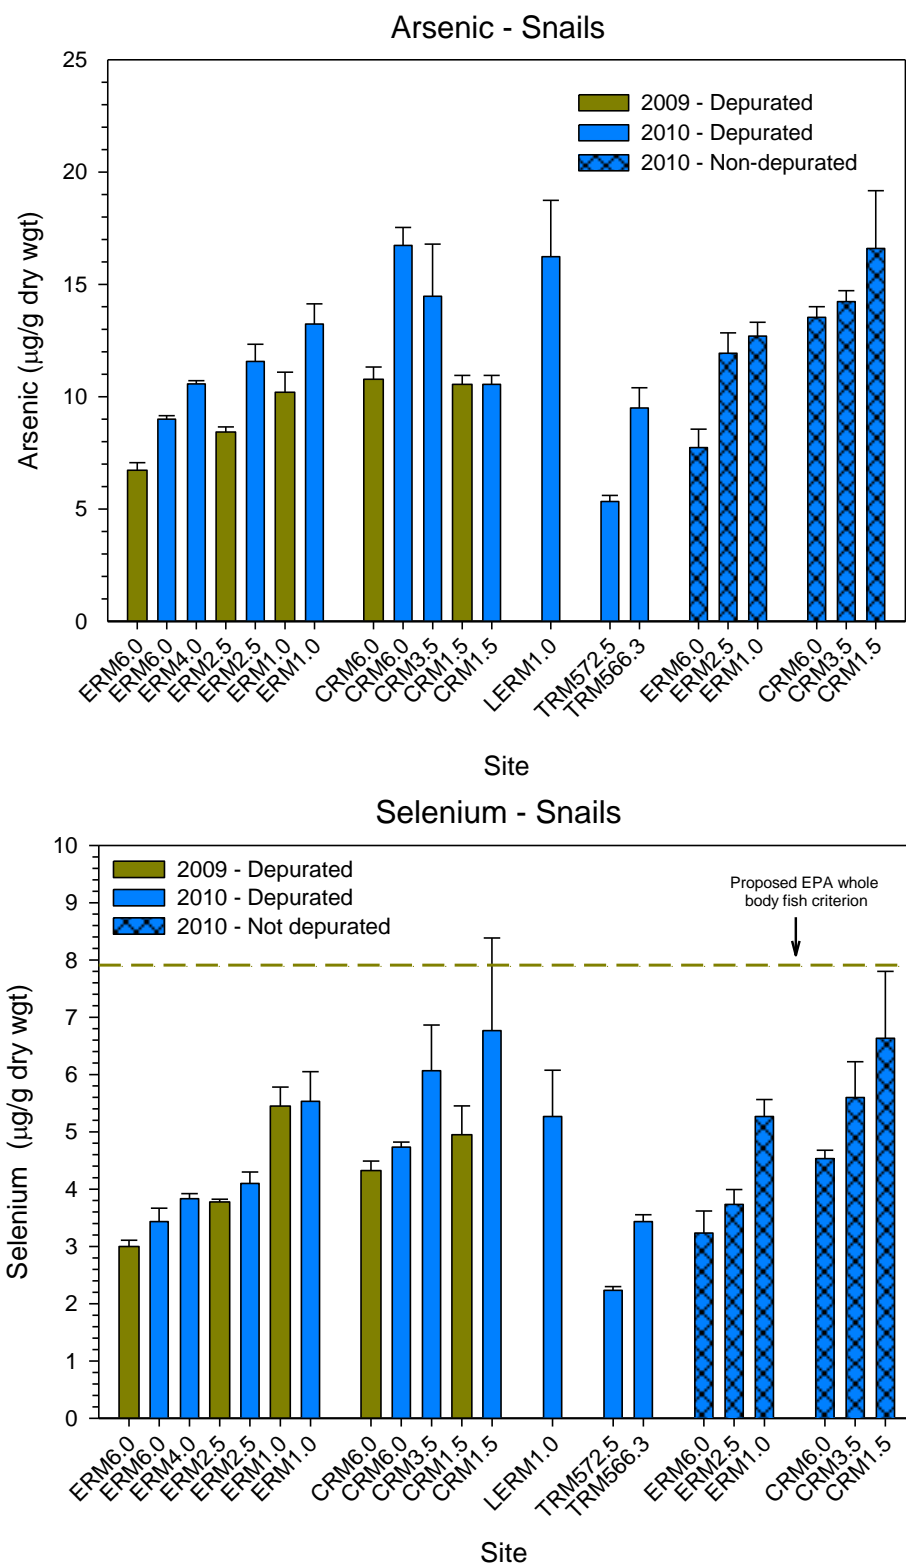 Arsenic - Snails
25
20
15
10
5
0
Arsenic (μg/g dry wgt)
2009 - Depurated
2010 - Depurated
2010 - Non-depurated
ERM6.0
ERM6.0
ERM4.0
ERM2.5
ERM2.5
ERM1.0
ERM1.0
CRM6.0
CRM6.0
CRM3.5
CRM1.5
CRM1.5
LERM1.0
TRM572.5
TRM566.3
ERM6.0
ERM2.5
ERM1.0
CRM6.0
CRM3.5
CRM1.5
Site
Selenium - Snails
10
9
8
7
6
5
4
3
2
1
0
Selenium (μg/g dry wgt)
2009 - Depurated
2010 - Depurated
2010 - Not depurated
Proposed EPA whole
body fish criterion
ERM6.0
ERM6.0
ERM4.0
ERM2.5
ERM2.5
ERM1.0
ERM1.0
CRM6.0
CRM6.0
CRM3.5
CRM1.5
CRM1.5
LERM1.0
TRM572.5
TRM566.3
ERM6.0
ERM2.5
ERM1.0
CRM6.0
CRM3.5
CRM1.5
Site